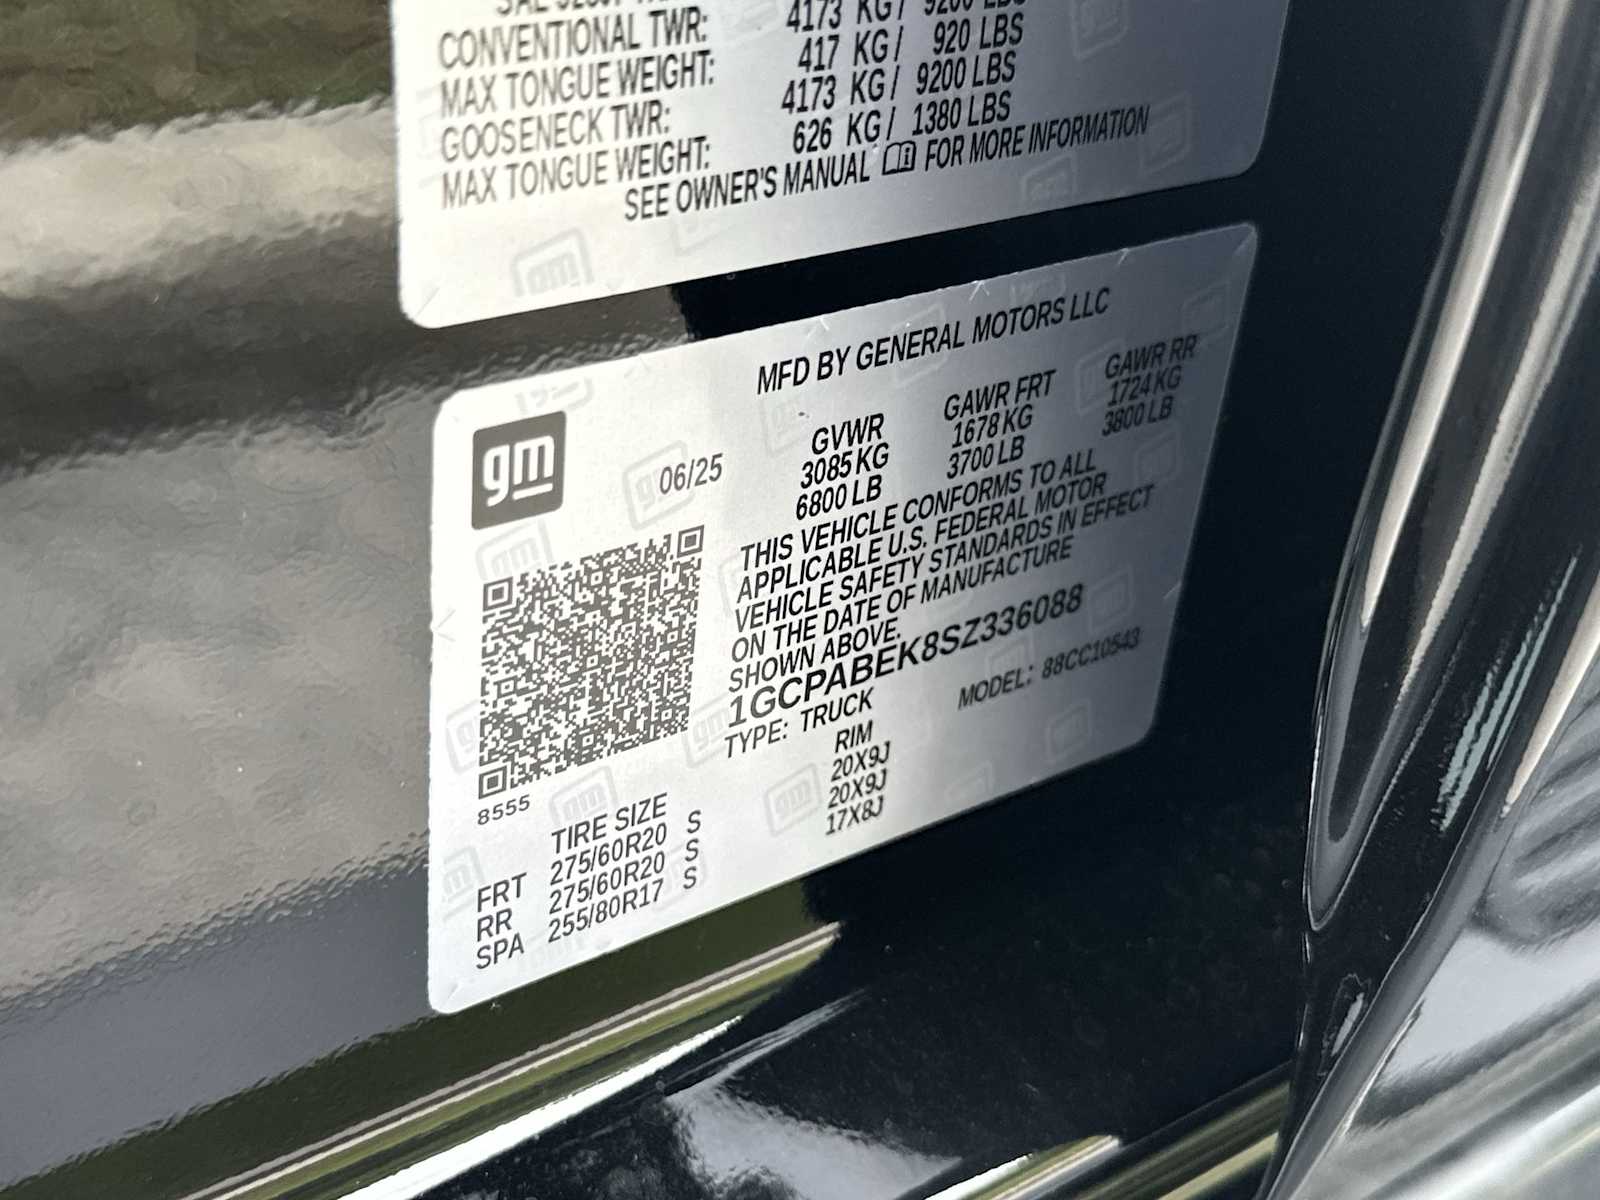 CONVENTIONAL TWR: 4173 KG / 9200 LBS
MAX TONGUE WEIGHT: 417 KG / 920 LBS
GOOSENECK TWR: 4173 KG / 9200 LBS
MAX TONGUE WEIGHT: 626 KG / 1380 LBS
SEE OWNER'S MANUAL FOR MORE INFORMATION
MFD BY GENERAL MOTORS LLC
gm
06/25
GVWR GAWR FRT GAWR RR
3085 KG 1678 KG 1724 KG
6800 LB 3700 LB 3800 LB
THIS VEHICLE CONFORMS TO ALL
APPLICABLE U.S. FEDERAL MOTOR
VEHICLE SAFETY STANDARDS IN EFFECT
ON THE DATE OF MANUFACTURE
SHOWN ABOVE.
1GCPABEK8SZ336088
TYPE: TRUCK MODEL: 88CC10543
8555
TIRE SIZE RIM
FRT 275/60R20 S 20X9J
RR 275/60R20 S 20X9J
SPA 255/80R17 S 17X8J